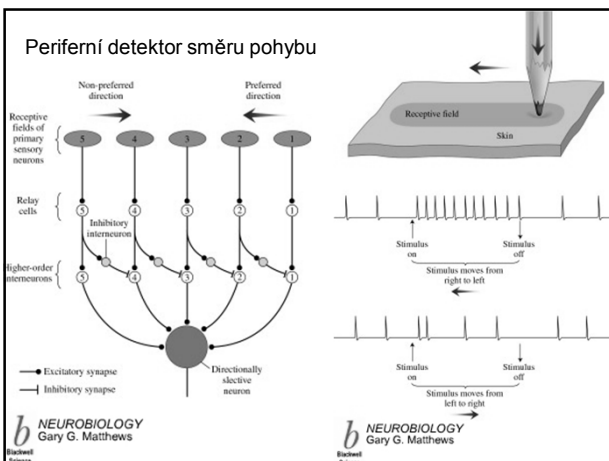 Periferní detektor směru pohybu
Non-preferred
direction
Preferred
direction
Receptive
fields of
primary
sensory
neurons
5
4
3
2
1
Relay
cells
5
4
3
2
1
Inhibitory
interneuron
Higher-order
interneurons
5
4
3
2
1
Directionally
slective
neuron
Excitatory synapse
Inhibitory synapse
b
NEUROBIOLOGY
Gary G. Matthews
Blackwell
Receptive field
Skin
Stimulus
on
Stimulus
off
Stimulus moves from
right to left
Stimulus
on
Stimulus
off
Stimulus moves from
left to right
b
NEUROBIOLOGY
Gary G. Matthews
Blackwell